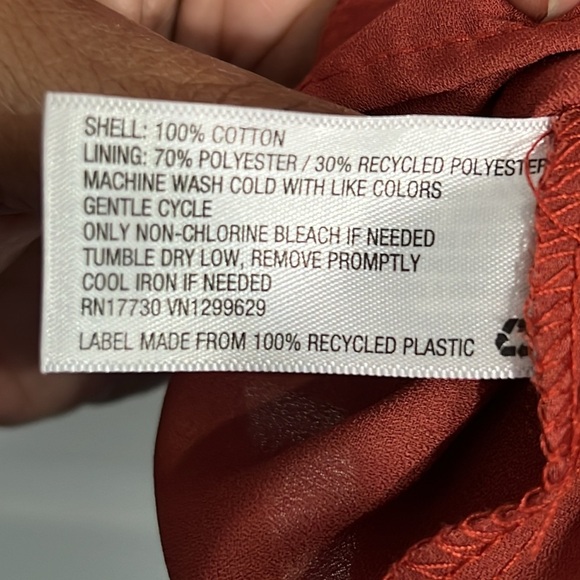 SHELL: 100% COTTON
LINING: 70% POLYESTER / 30% RECYCLED POLYESTER
MACHINE WASH COLD WITH LIKE COLORS
GENTLE CYCLE
ONLY NON-CHLORINE BLEACH IF NEEDED
TUMBLE DRY LOW, REMOVE PROMPTLY
COOL IRON IF NEEDED
RN17730 VN1299629
LABEL MADE FROM 100% RECYCLED PLASTIC